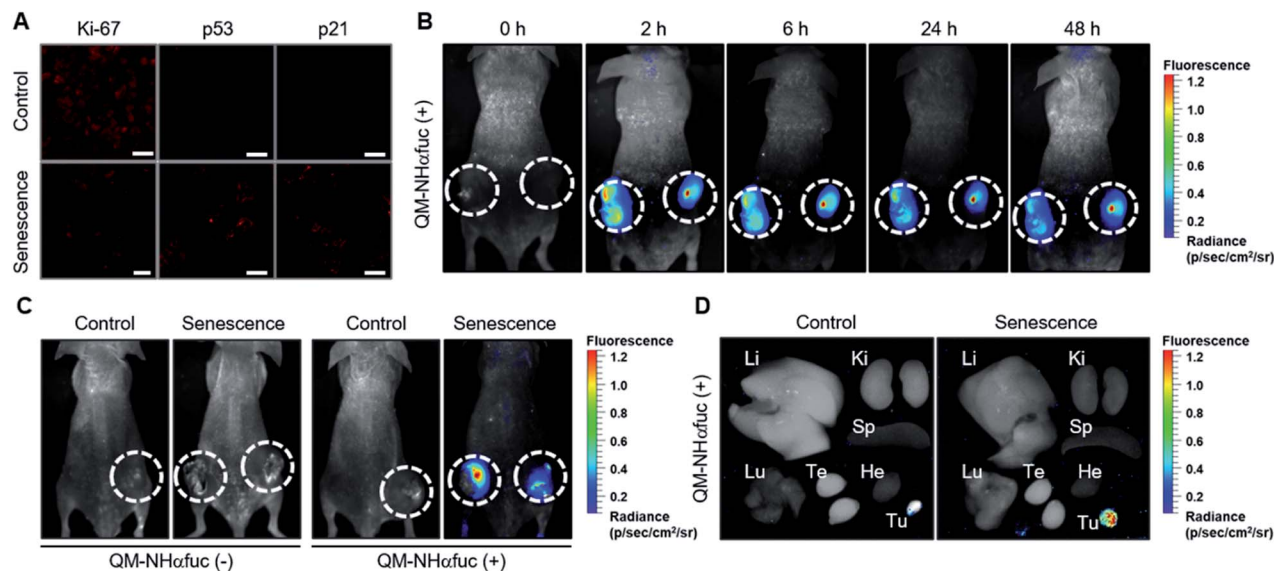 A
Ki-67 p53 p21
Control
Senescence
B
0 h 2 h 6 h 24 h 48 h
QM-NHαfuc (+)
Fluorescence
1.2
1.0
0.8
0.6
0.4
0.2
Radiance
(p/sec/cm²/sr)
C
Control Senescence Control Senescence
QM-NHαfuc (-) QM-NHαfuc (+)
Fluorescence
1.2
1.0
0.8
0.6
0.4
0.2
Radiance
(p/sec/cm²/sr)
D
Control Senescence
QM-NHαfuc (+)
Li Ki Li Ki
Sp Sp
Lu Te He Lu Te He
Tu Tu
Fluorescence
1.2
1.0
0.8
0.6
0.4
0.2
Radiance
(p/sec/cm²/sr)